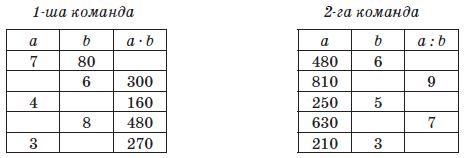 1-ша команда
a b a · b
7 80
6 300
4 160
8 480
3 270
2-га команда
a b a : b
480 6
810 9
250 5
630 7
210 3